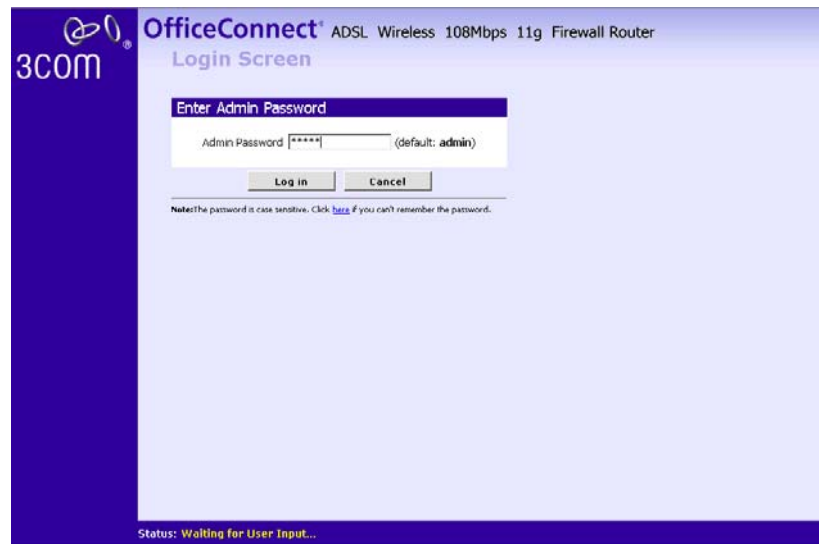 3COM®
OfficeConnect® ADSL Wireless 108Mbps 11g Firewall Router
Login Screen
Enter Admin Password
Admin Password ***** (default: admin)
Log in Cancel
Note:The password is case sensitive. Click here if you can't remember the password.
Status: Waiting for User Input...